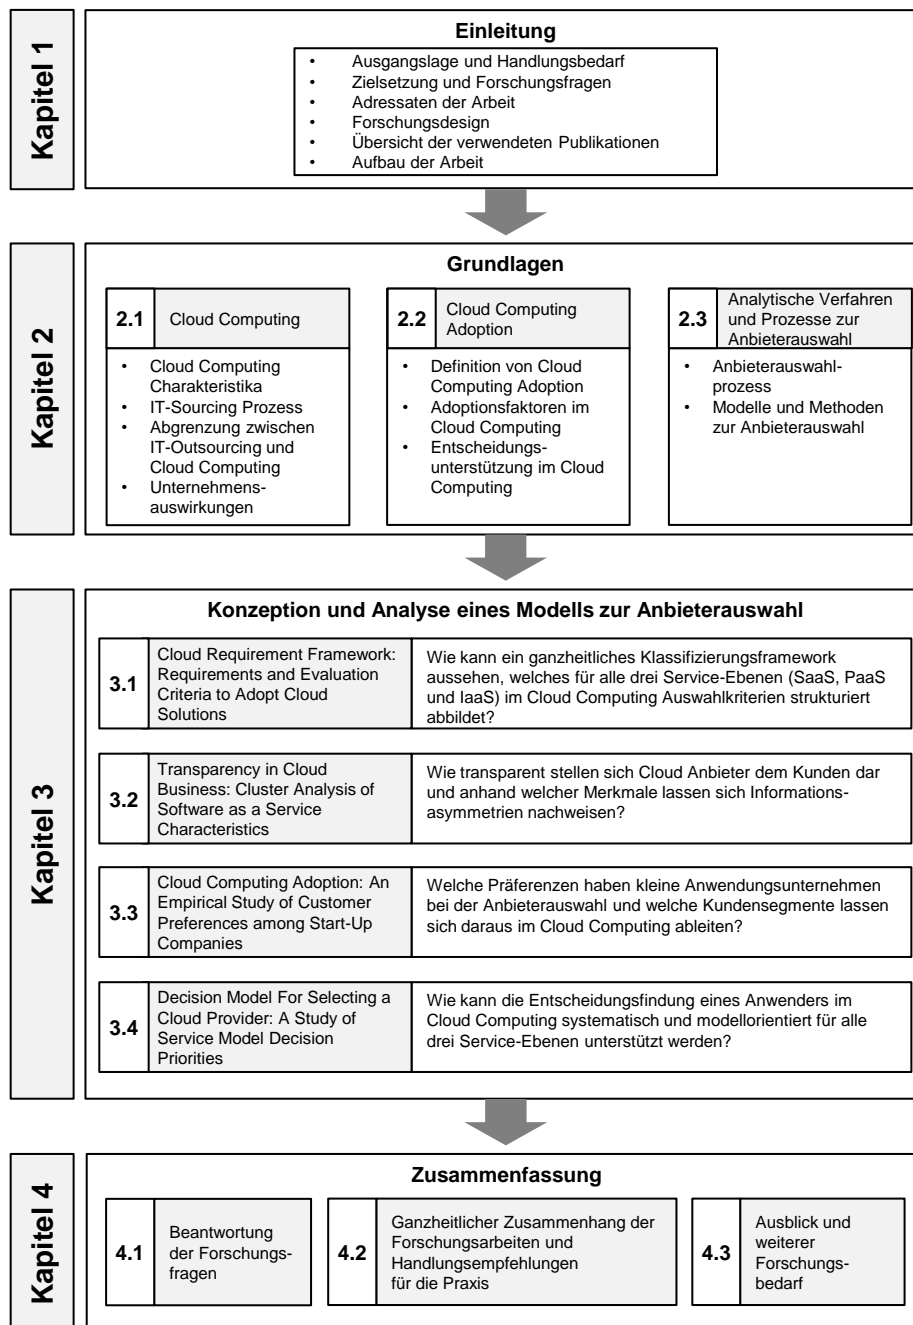 Kapitel 1
Einleitung
• Ausgangslage und Handlungsbedarf
• Zielsetzung und Forschungsfragen
• Adressaten der Arbeit
• Forschungsdesign
• Übersicht der verwendeten Publikationen
• Aufbau der Arbeit
Kapitel 2
Grundlagen
2.1
Cloud Computing
• Cloud Computing
Charakteristika
• IT-Sourcing Prozess
• Abgrenzung zwischen
IT-Outsourcing und
Cloud Computing
• Unternehmens-
auswirkungen
2.2
Cloud Computing
Adoption
• Definition von Cloud
Computing Adoption
• Adoptionsfaktoren im
Cloud Computing
• Entscheidungs-
unterstützung im Cloud
Computing
2.3
Analytische Verfahren
und Prozesse zur
Anbieterauswahl
• Anbieterauswahl-
prozess
• Modelle und Methoden
zur Anbieterauswahl
Kapitel 3
Konzeption und Analyse eines Modells zur Anbieterauswahl
3.1
Cloud Requirement Framework:
Requirements and Evaluation
Criteria to Adopt Cloud
Solutions
Wie kann ein ganzheitliches Klassifizierungsframework
aussehen, welches für alle drei Service-Ebenen (SaaS, PaaS
und IaaS) im Cloud Computing Auswahlkriterien strukturiert
abbildet?
3.2
Transparency in Cloud
Business: Cluster Analysis of
Software as a Service
Characteristics
Wie transparent stellen sich Cloud Anbieter dem Kunden dar
und anhand welcher Merkmale lassen sich Informations-
asymmetrien nachweisen?
3.3
Cloud Computing Adoption: An
Empirical Study of Customer
Preferences among Start-Up
Companies
Welche Präferenzen haben kleine Anwendungsunternehmen
bei der Anbieterauswahl und welche Kundensegmente lassen
sich daraus im Cloud Computing ableiten?
3.4
Decision Model For Selecting a
Cloud Provider: A Study of
Service Model Decision
Priorities
Wie kann die Entscheidungsfindung eines Anwenders im
Cloud Computing systematisch und modellorientiert für alle
drei Service-Ebenen unterstützt werden?
Kapitel 4
Zusammenfassung
4.1
Beantwortung
der Forschungs-
fragen
4.2
Ganzheitlicher Zusammenhang der
Forschungsarbeiten und
Handlungsempfehlungen
für die Praxis
4.3
Ausblick und
weiterer
Forschungs-
bedarf